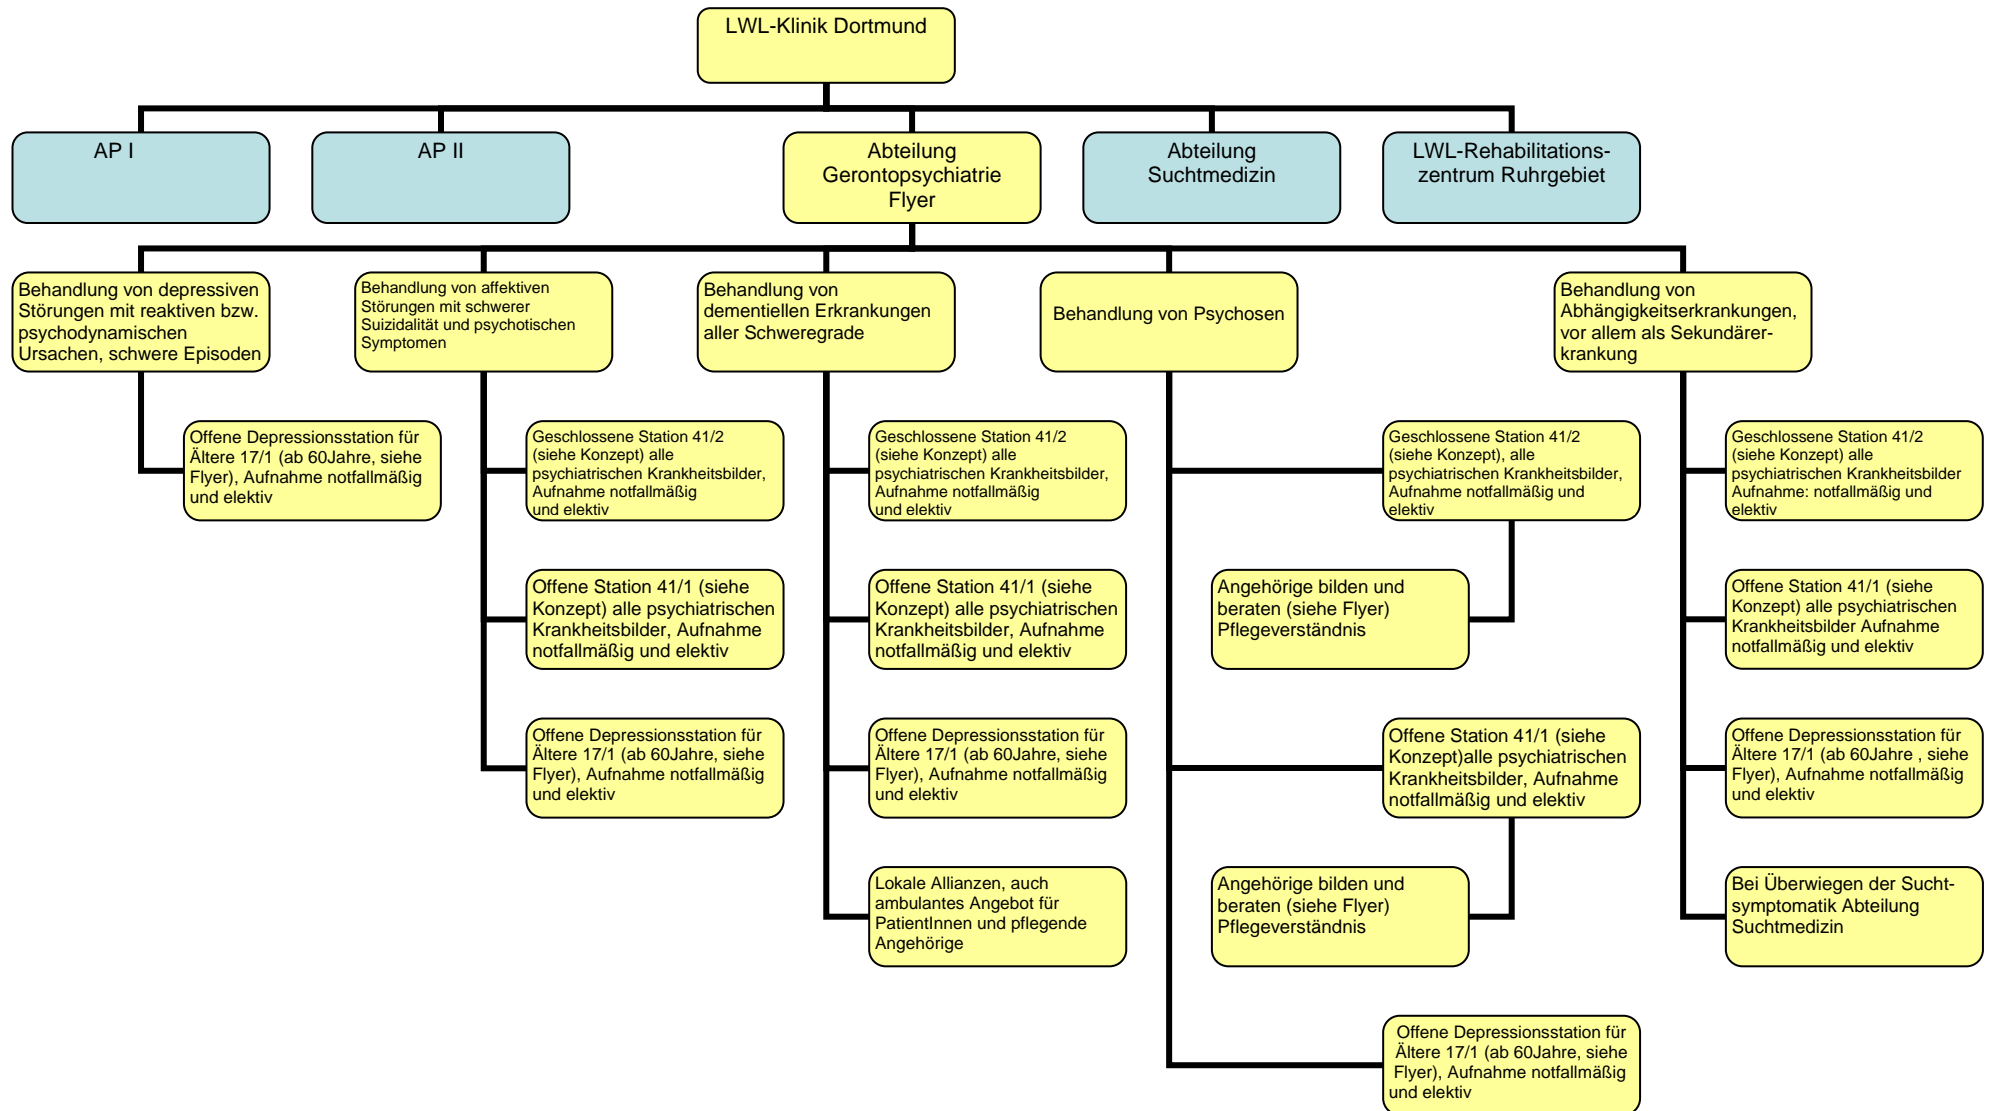 LWL-Klinik Dortmund
AP I
AP II
Abteilung
Gerontopsychiatrie
Flyer
Abteilung
Suchtmedizin
LWL-Rehabilitations-
zentrum Ruhrgebiet
Behandlung von depressiven
Störungen mit reaktiven bzw.
psychodynamischen
Ursachen, schwere Episoden
Behandlung von affektiven
Störungen mit schwerer
Suizidalität und psychotischen
Symptomen
Behandlung von
dementiellen Erkrankungen
aller Schweregrade
Behandlung von Psychosen
Behandlung von
Abhängigkeitserkrankungen,
vor allem als Sekundärer-
krankung
Offene Depressionsstation für
Ältere 17/1 (ab 60Jahre, siehe
Flyer), Aufnahme notfallmäßig
und elektiv
Geschlossene Station 41/2
(siehe Konzept) alle
psychiatrischen Krankheitsbilder,
Aufnahme notfallmäßig
und elektiv
Geschlossene Station 41/2
(siehe Konzept) alle
psychiatrischen Krankheitsbilder,
Aufnahme notfallmäßig
und elektiv
Geschlossene Station 41/2
(siehe Konzept), alle
psychiatrischen Krankheitsbilder,
Aufnahme notfallmäßig und
elektiv
Geschlossene Station 41/2
(siehe Konzept) alle
psychiatrischen Krankheitsbilder
Aufnahme: notfallmäßig und
elektiv
Offene Station 41/1 (siehe
Konzept) alle psychiatrischen
Krankheitsbilder, Aufnahme
notfallmäßig und elektiv
Offene Station 41/1 (siehe
Konzept) alle psychiatrischen
Krankheitsbilder, Aufnahme
notfallmäßig und elektiv
Angehörige bilden und
beraten (siehe Flyer)
Pflegeverständnis
Offene Station 41/1 (siehe
Konzept) alle psychiatrischen
Krankheitsbilder Aufnahme
notfallmäßig und elektiv
Offene Depressionsstation für
Ältere 17/1 (ab 60Jahre, siehe
Flyer), Aufnahme notfallmäßig
und elektiv
Offene Depressionsstation für
Ältere 17/1 (ab 60Jahre, siehe
Flyer), Aufnahme notfallmäßig
und elektiv
Offene Station 41/1 (siehe
Konzept)alle psychiatrischen
Krankheitsbilder, Aufnahme
notfallmäßig und elektiv
Offene Depressionsstation für
Ältere 17/1 (ab 60Jahre , siehe
Flyer), Aufnahme notfallmäßig
und elektiv
Lokale Allianzen, auch
ambulantes Angebot für
PatientInnen und pflegende
Angehörige
Angehörige bilden und
beraten (siehe Flyer)
Pflegeverständnis
Bei Überwiegen der Sucht-
symptomatik Abteilung
Suchtmedizin
Offene Depressionsstation für
Ältere 17/1 (ab 60Jahre, siehe
Flyer), Aufnahme notfallmäßig
und elektiv